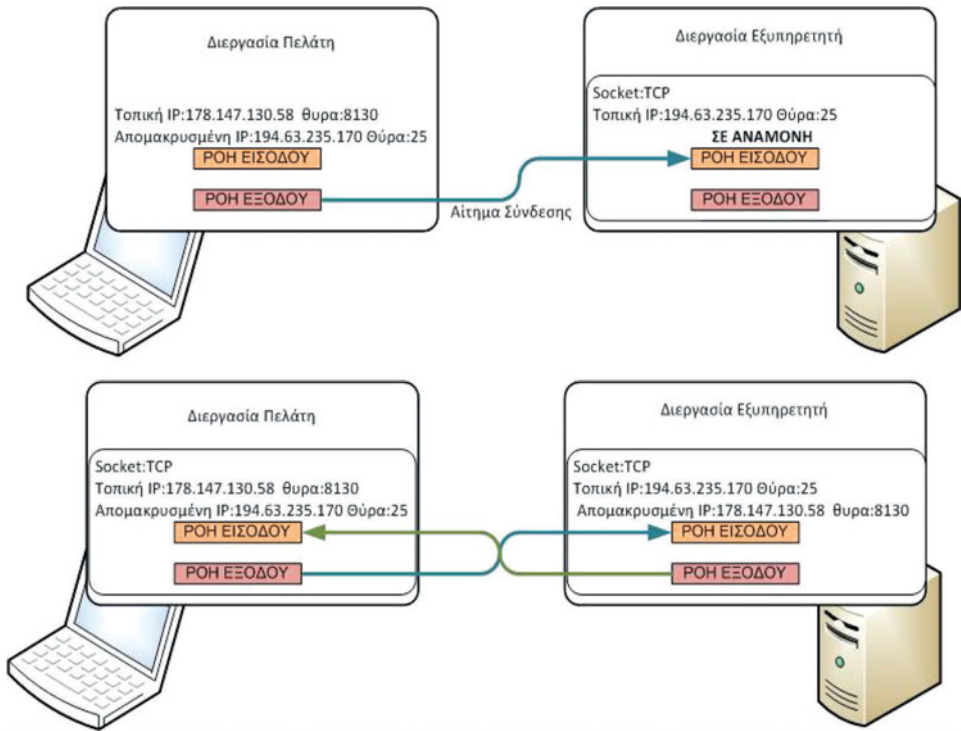 Διεργασία Πελάτη
Τοπική IP:178.147.130.58 θυρα:8130
Απομακρυσμένη IP:194.63.235.170 Θύρα:25
ΡΟΗ ΕΙΣΟΔΟΥ
ΡΟΗ ΕΞΟΔΟΥ
Αίτημα Σύνδεσης
Διεργασία Εξυπηρετητή
Socket:TCP
Τοπική IP:194.63.235.170 Θύρα:25
ΣΕ ΑΝΑΜΟΝΗ
ΡΟΗ ΕΙΣΟΔΟΥ
ΡΟΗ ΕΞΟΔΟΥ
Διεργασία Πελάτη
Socket:TCP
Τοπική IP:178.147.130.58 θυρα:8130
Απομακρυσμένη IP:194.63.235.170 Θύρα:25
ΡΟΗ ΕΙΣΟΔΟΥ
ΡΟΗ ΕΞΟΔΟΥ
Διεργασία Εξυπηρετητή
Socket:TCP
Τοπική IP:194.63.235.170 Θύρα:25
Απομακρυσμένη IP:178.147.130.58 θυρα:8130
ΡΟΗ ΕΙΣΟΔΟΥ
ΡΟΗ ΕΞΟΔΟΥ